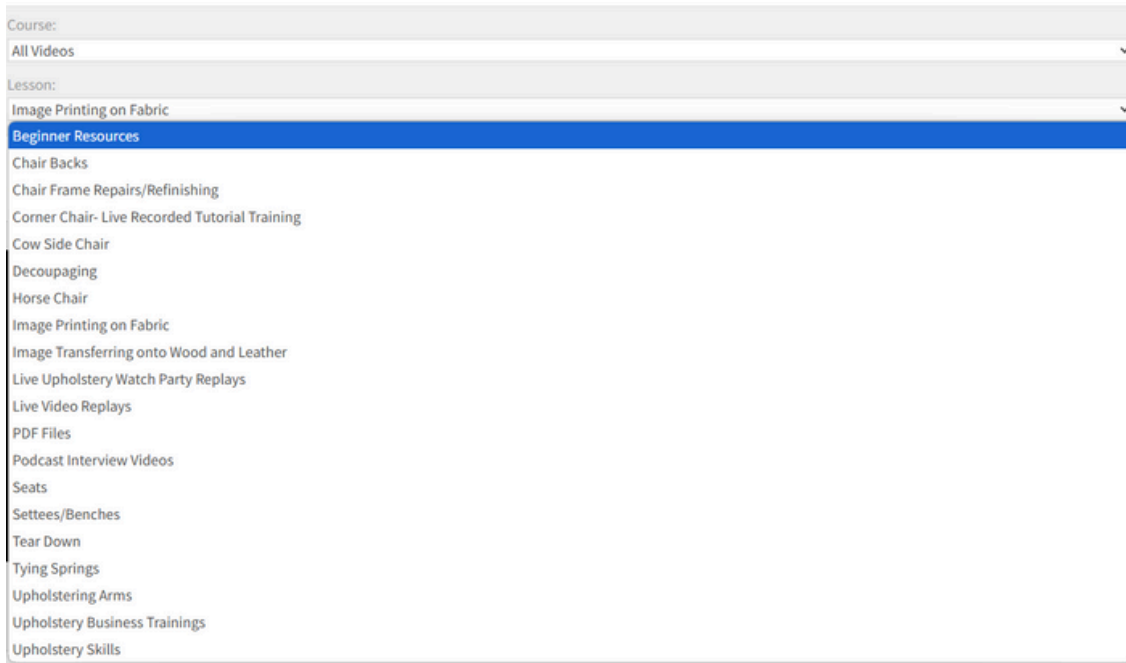 Course:
All Videos
Lesson:
Image Printing on Fabric
Beginner Resources
Chair Backs
Chair Frame Repairs/Refinishing
Corner Chair- Live Recorded Tutorial Training
Cow Side Chair
Decoupaging
Horse Chair
Image Printing on Fabric
Image Transferring onto Wood and Leather
Live Upholstery Watch Party Replays
Live Video Replays
PDF Files
Podcast Interview Videos
Seats
Settees/Benches
Tear Down
Tying Springs
Upholstering Arms
Upholstery Business Trainings
Upholstery Skills